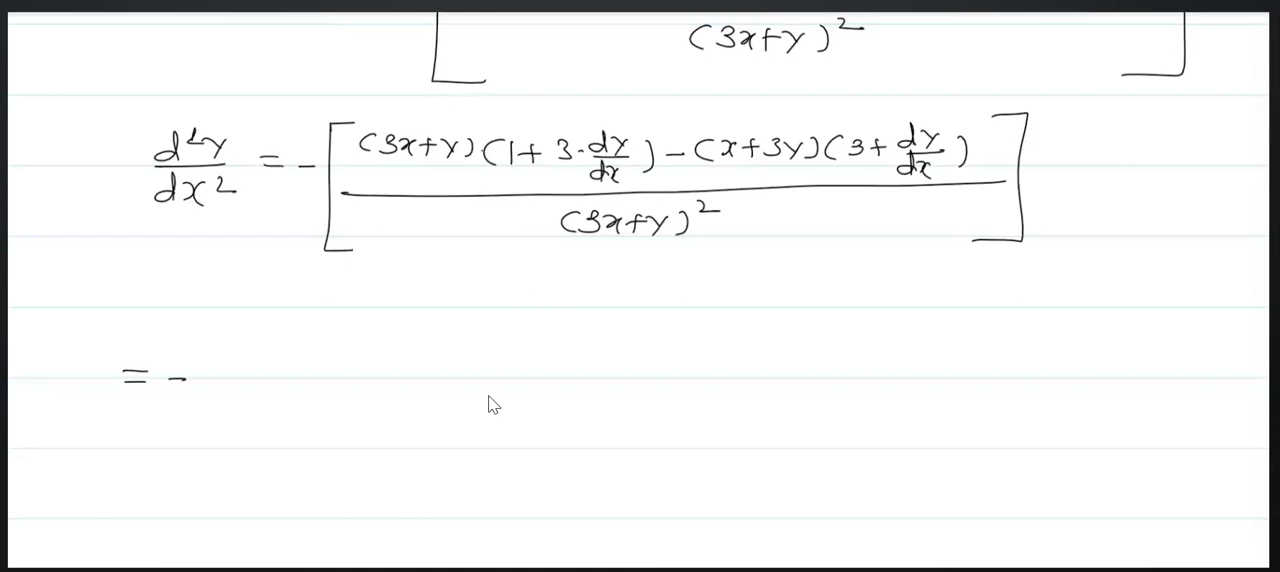 (3x+y)²
d²y/dx² = - [ ((3x+y)(1+3·dy/dx) - (x+3y)(3+dy/dx)) / (3x+y)² ]
= -